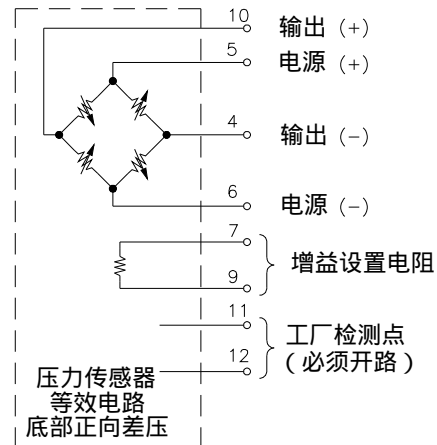 10 输出 (+)
5 电源 (+)
4 输出 (-)
6 电源 (-)
7
增益设置电阻
9
11
工厂检测点
12 (必须开路)
压力传感器
等效电路
底部正向差压